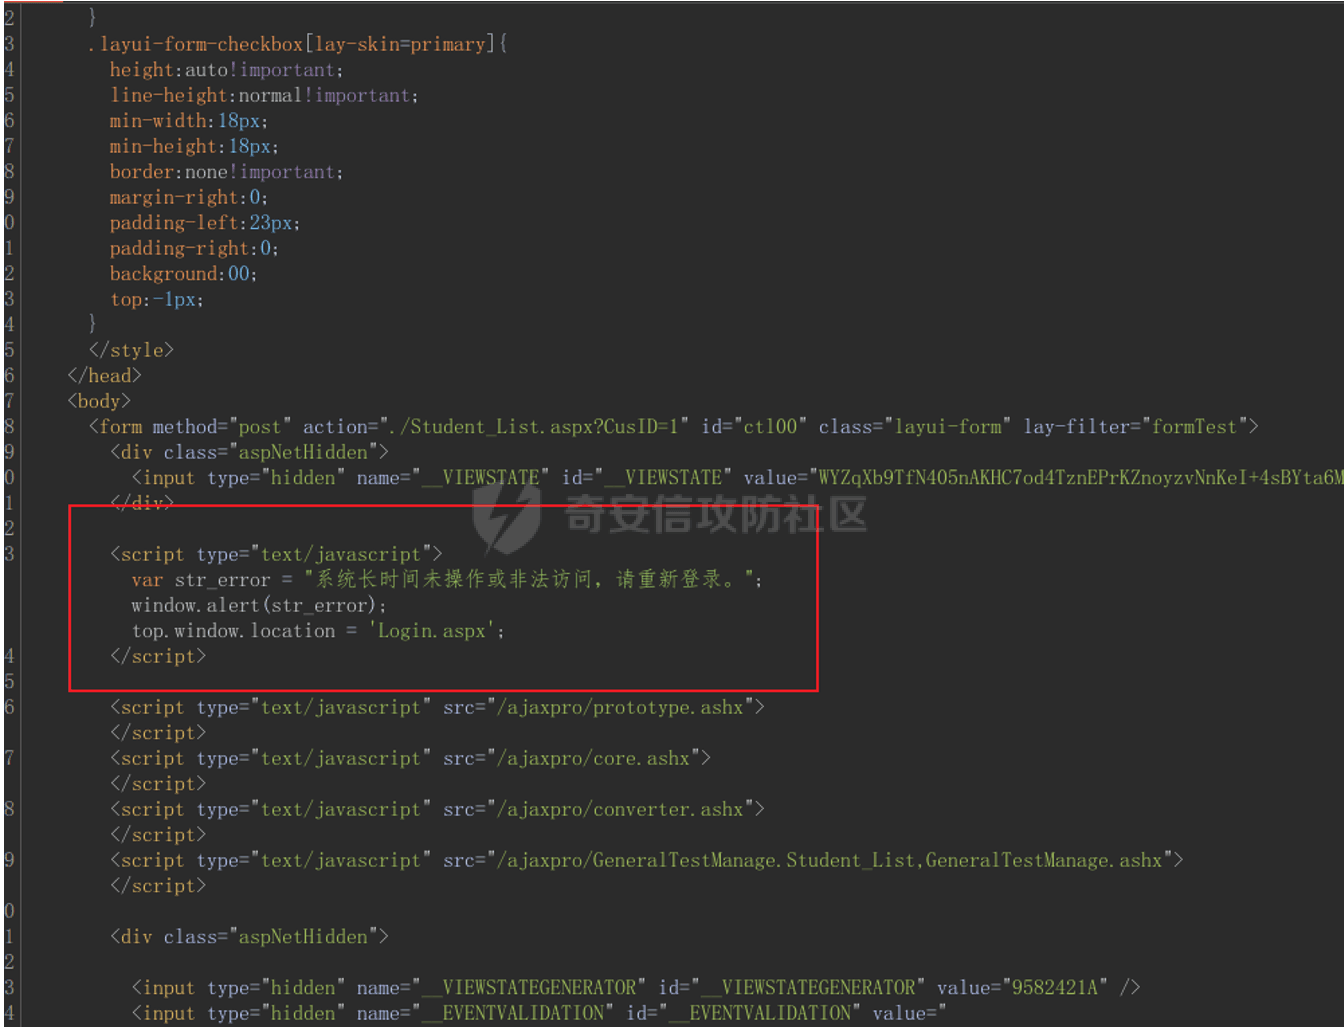 2 }
3 .layui-form-checkbox[lay-skin=primary]{
4 height:auto!important;
5 line-height:normal!important;
6 min-width:18px;
7 min-height:18px;
8 border:none!important;
9 margin-right:0;
0 padding-left:23px;
1 padding-right:0;
2 background:00;
3 top:-1px;
4 }
5 </style>
6 </head>
7 <body>
8 <form method="post" action="./Student_List.aspx?CusID=1" id="ctl00" class="layui-form" lay-filter="formTest">
9 <div class="aspNetHidden">
0 <input type="hidden" name="__VIEWSTATE" id="__VIEWSTATE" value="WYZqXb9TfN405nAKHC7od4TznEPrKZnoyzvNnKeI+4sBYta6M
1 </div>
奇安信攻防社区
2
3 <script type="text/javascript">
var str_error = "系统长时间未操作或非法访问，请重新登录。";
window.alert(str_error);
top.window.location = 'Login.aspx';
4 </script>
5
6 <script type="text/javascript" src="/ajaxpro/prototype.ashx">
</script>
7 <script type="text/javascript" src="/ajaxpro/core.ashx">
</script>
8 <script type="text/javascript" src="/ajaxpro/converter.ashx">
</script>
9 <script type="text/javascript" src="/ajaxpro/GeneralTestManage.Student_List,GeneralTestManage.ashx">
</script>
0
1 <div class="aspNetHidden">
2
3 <input type="hidden" name="__VIEWSTATEGENERATOR" id="__VIEWSTATEGENERATOR" value="9582421A" />
4 <input type="hidden" name="__EVENTVALIDATION" id="__EVENTVALIDATION" value="